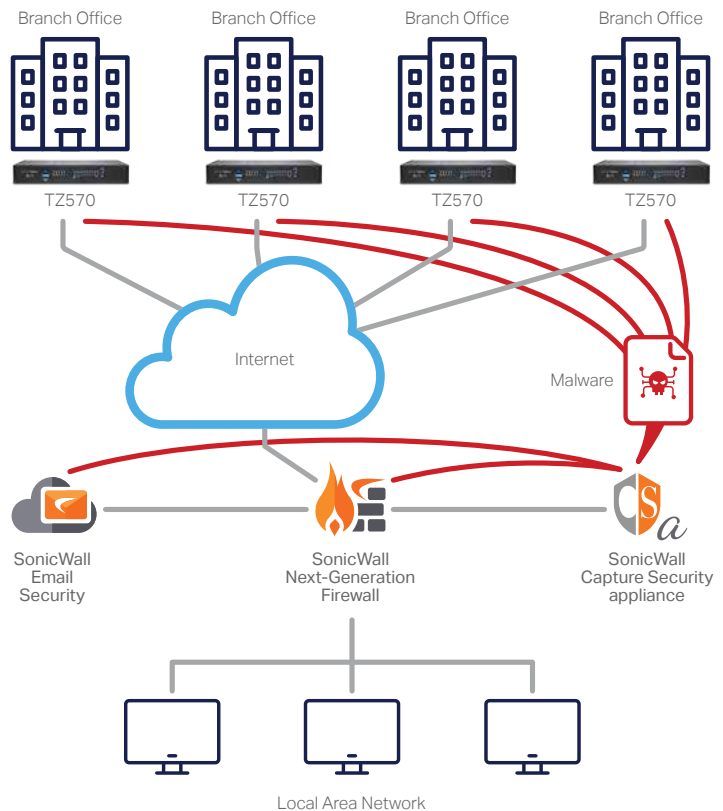 Branch Office
Branch Office
Branch Office
Branch Office
TZ570
TZ570
TZ570
TZ570
Internet
Malware
CSa
SonicWall
Email
Security
SonicWall
Next-Generation
Firewall
SonicWall
Capture Security
appliance
Local Area Network